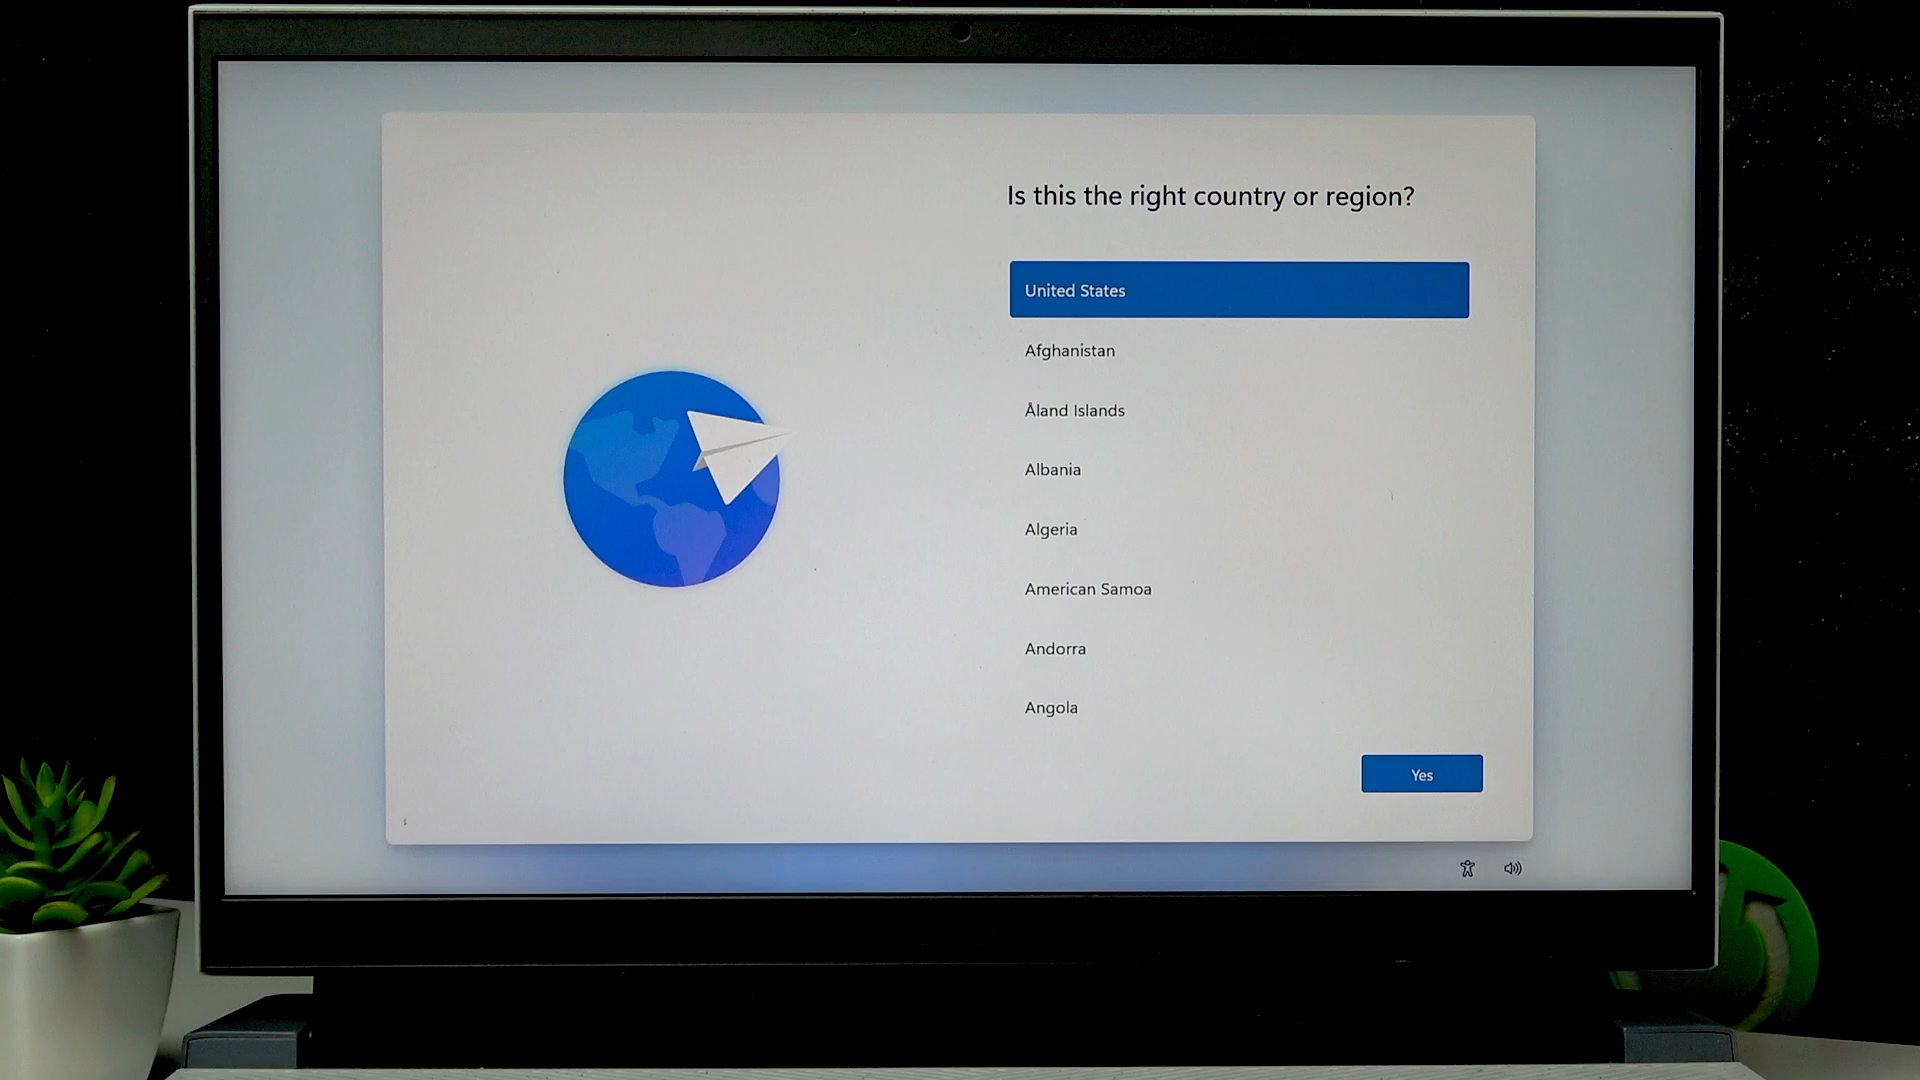 Is this the right country or region?
United States
Afghanistan
Åland Islands
Albania
Algeria
American Samoa
Andorra
Angola
Yes